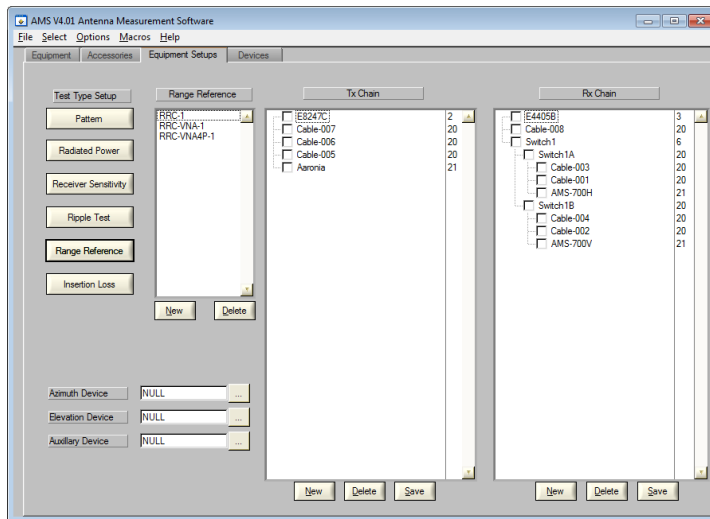 AMS V4.01 Antenna Measurement Software
File Select Options Macros Help
Equipment Accessories Equipment Setups Devices
Test Type Setup
Pattern
Radiated Power
Receiver Sensitivity
Ripple Test
Range Reference
Insertion Loss
Range Reference
RRC-1
RRC-VNA-1
RRC-VNA4P-1
New Delete
Azimuth Device NULL ...
Elevation Device NULL ...
Auxillary Device NULL ...
Tx Chain
E8247C 2
Cable-007 20
Cable-006 20
Cable-005 20
Aaronia 21
New Delete Save
Rx Chain
E4405B 3
Cable-008 20
Switch1 6
Switch1A 20
Cable-003 20
Cable-001 20
AMS-700H 21
Switch1B 20
Cable-004 20
Cable-002 20
AMS-700V 21
New Delete Save